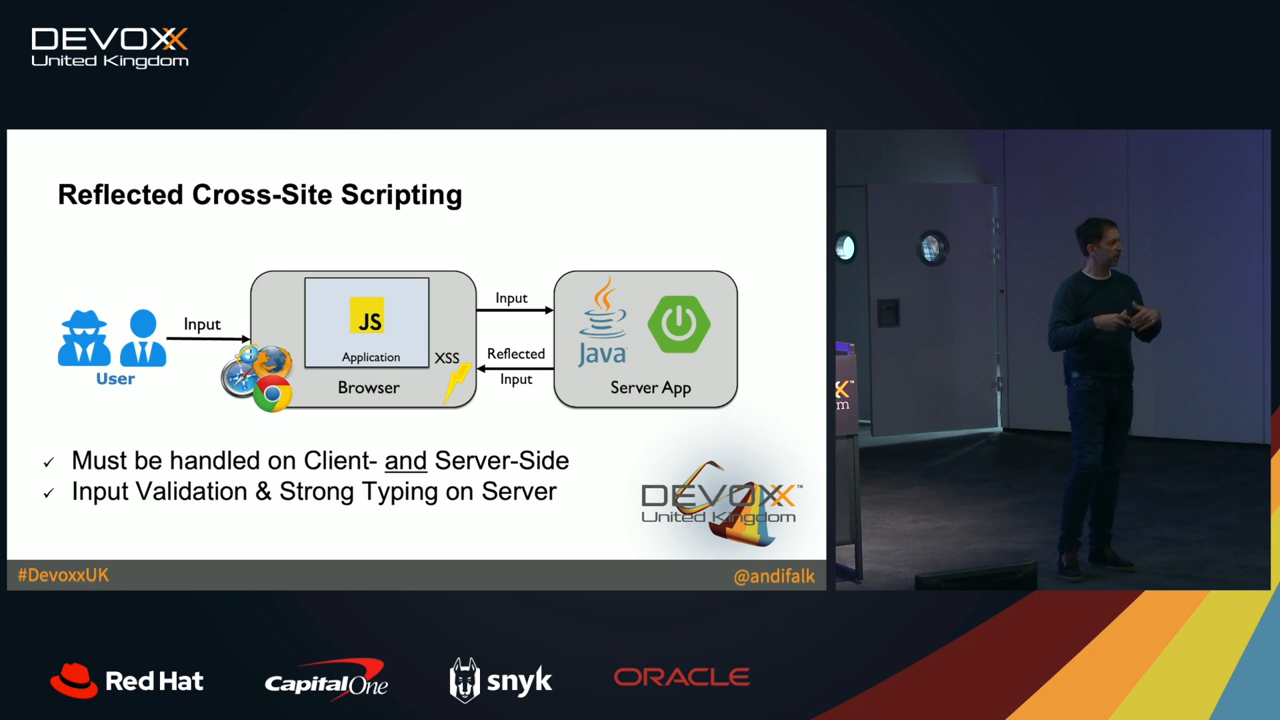 DEVOXX
United Kingdom
Reflected Cross-Site Scripting
Input
User
JS
Application
XSS
Browser
Input
Reflected
Input
Java
Server App
Must be handled on Client- and Server-Side
Input Validation & Strong Typing on Server
DEVOXX™
United Kingdom
#DevoxxUK
@andifalk
Red Hat
Capital One
snyk
ORACLE